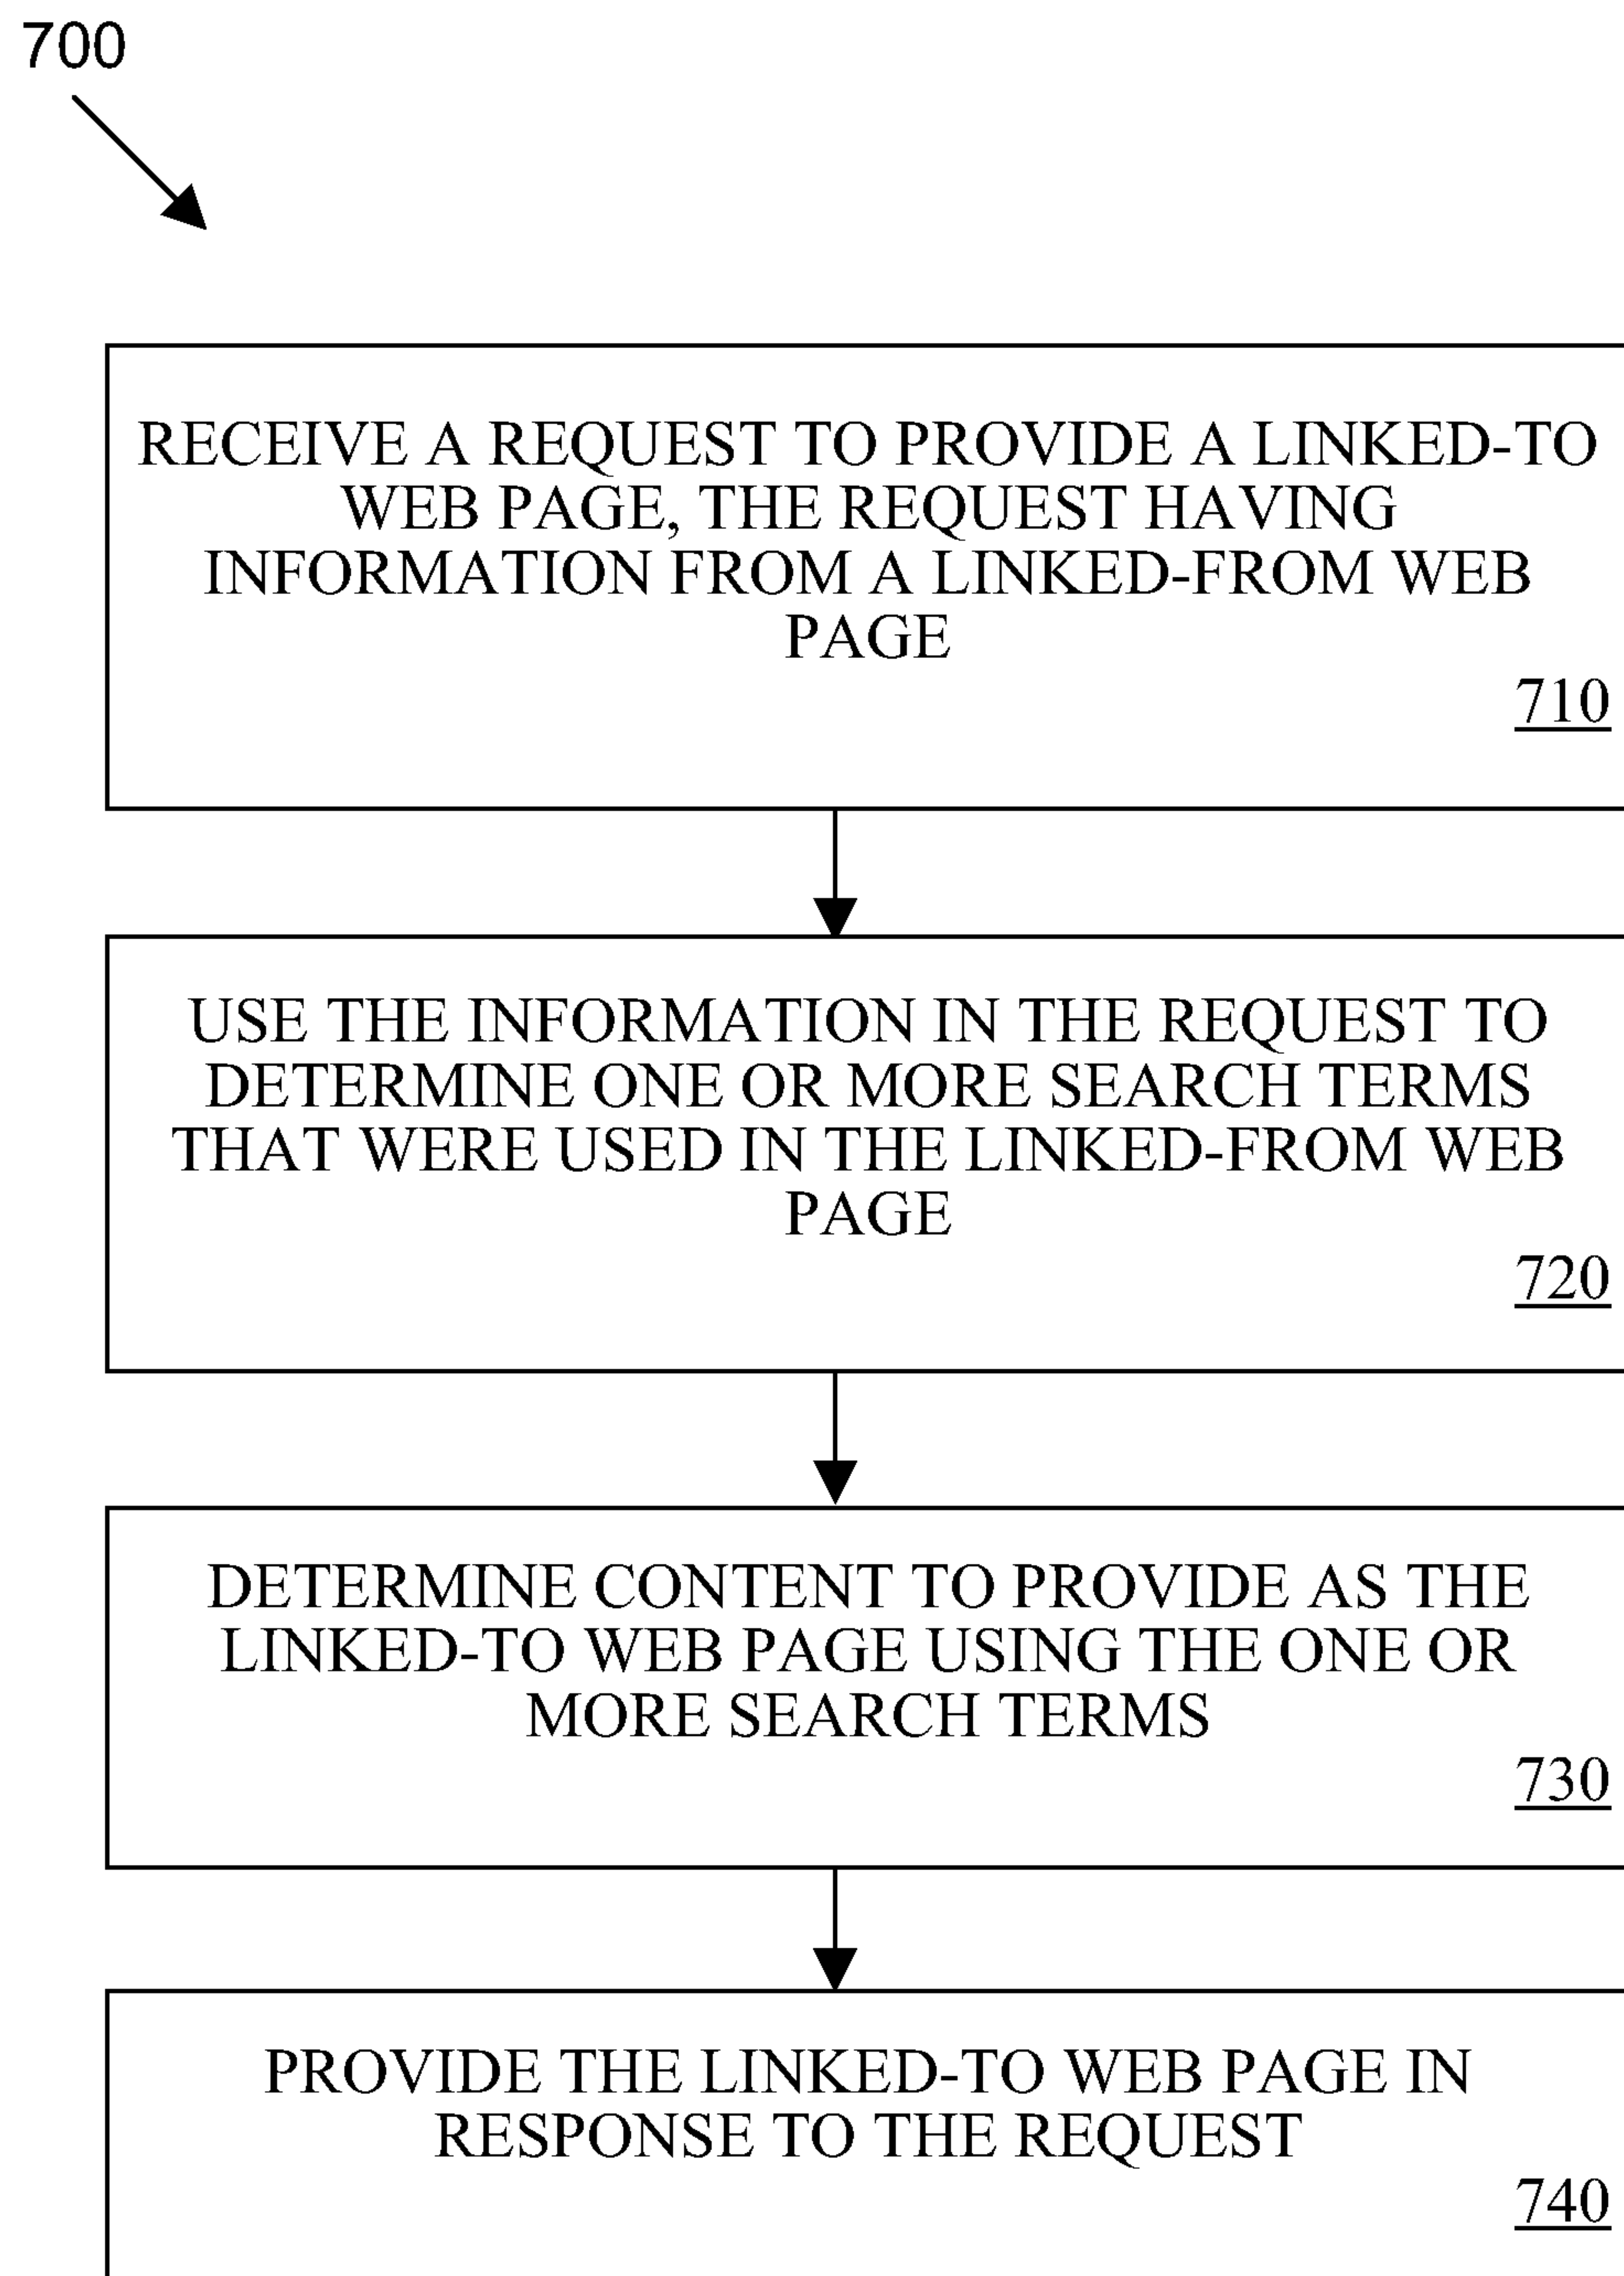 700
RECEIVE A REQUEST TO PROVIDE A LINKED-TO
WEB PAGE, THE REQUEST HAVING
INFORMATION FROM A LINKED-FROM WEB
PAGE
710
USE THE INFORMATION IN THE REQUEST TO
DETERMINE ONE OR MORE SEARCH TERMS
THAT WERE USED IN THE LINKED-FROM WEB
PAGE
720
DETERMINE CONTENT TO PROVIDE AS THE
LINKED-TO WEB PAGE USING THE ONE OR
MORE SEARCH TERMS
730
PROVIDE THE LINKED-TO WEB PAGE IN
RESPONSE TO THE REQUEST
740